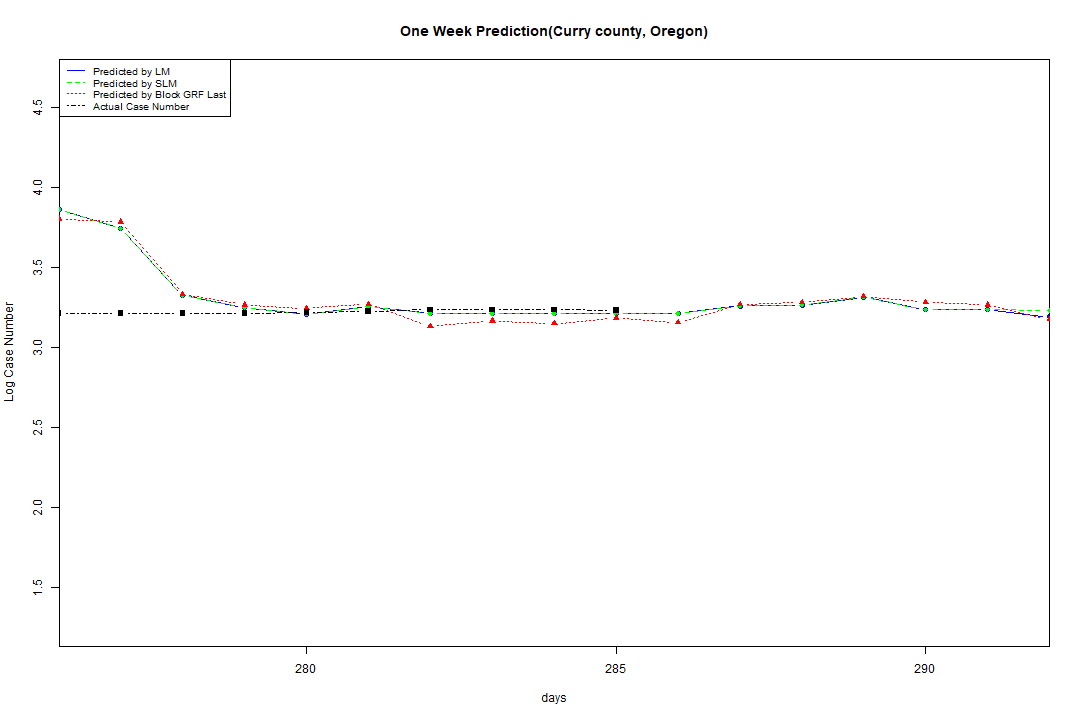 One Week Prediction(Curry county, Oregon)
Predicted by LM
Predicted by SLM
Predicted by Block GRF Last
Actual Case Number
4.5
4.0
3.5
3.0
2.5
2.0
1.5
Log Case Number
280
285
290
days